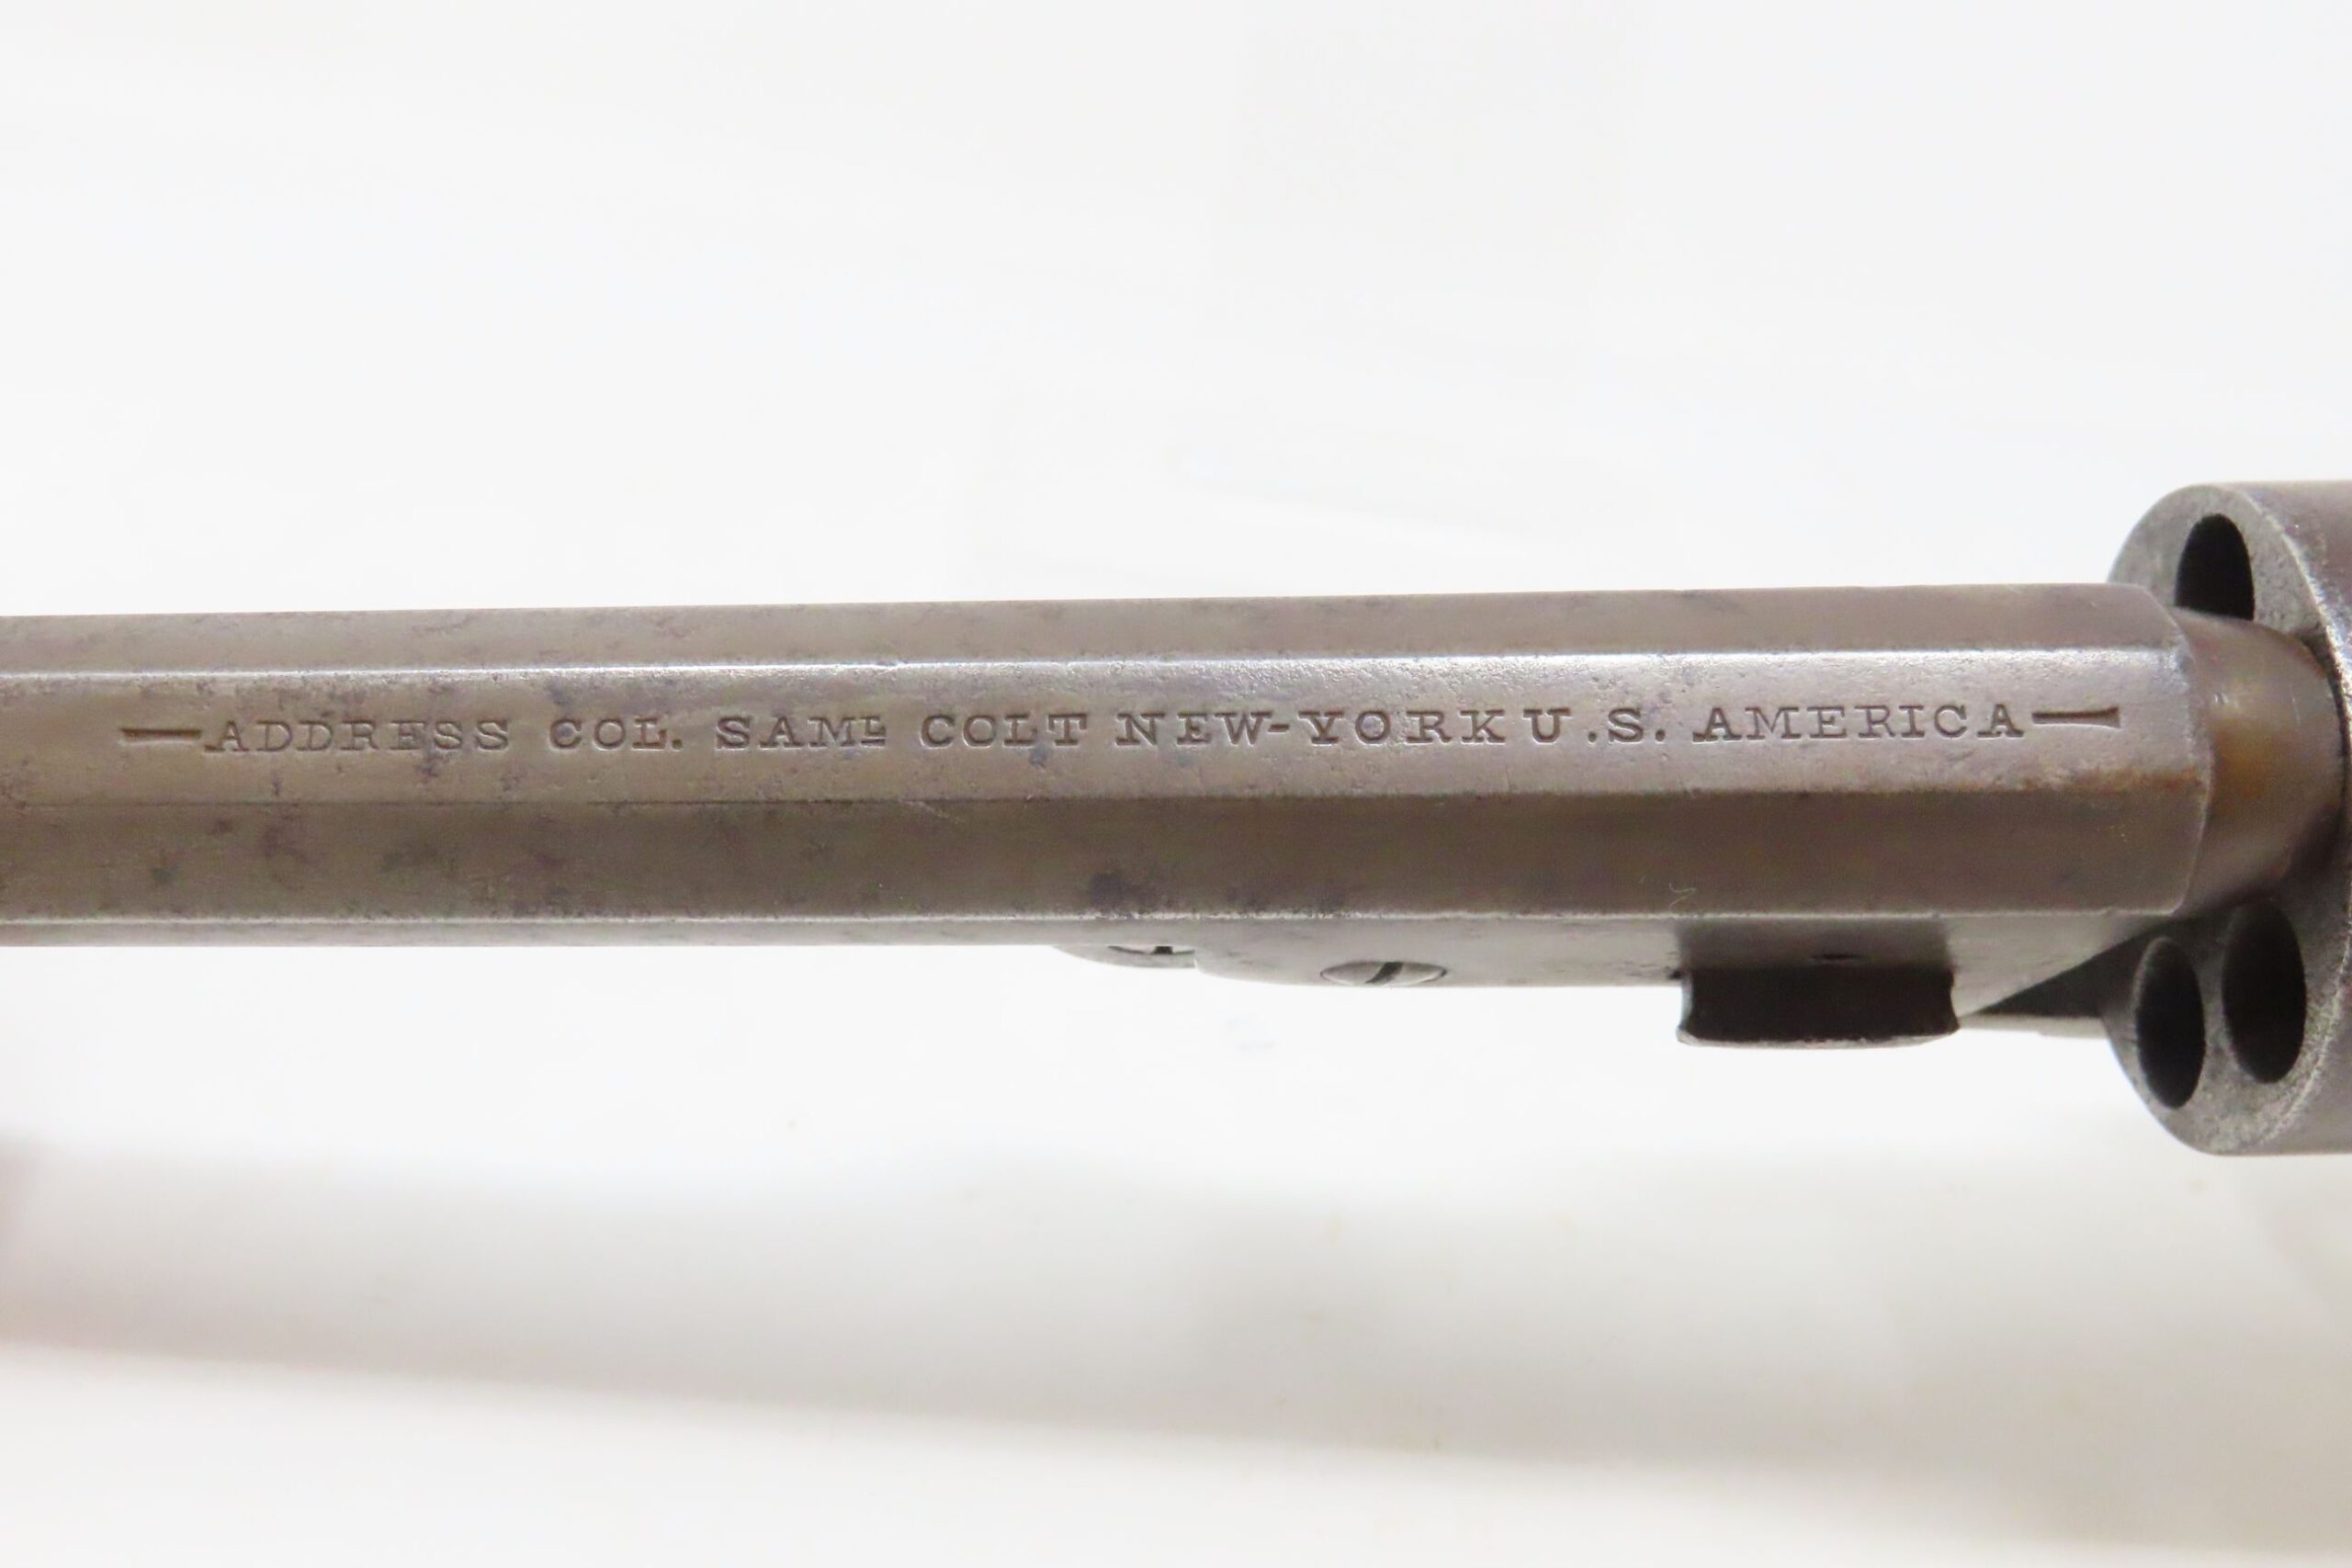 —ADDRESS COL. SAMᴸ COLT NEW-YORK U.S. AMERICA—